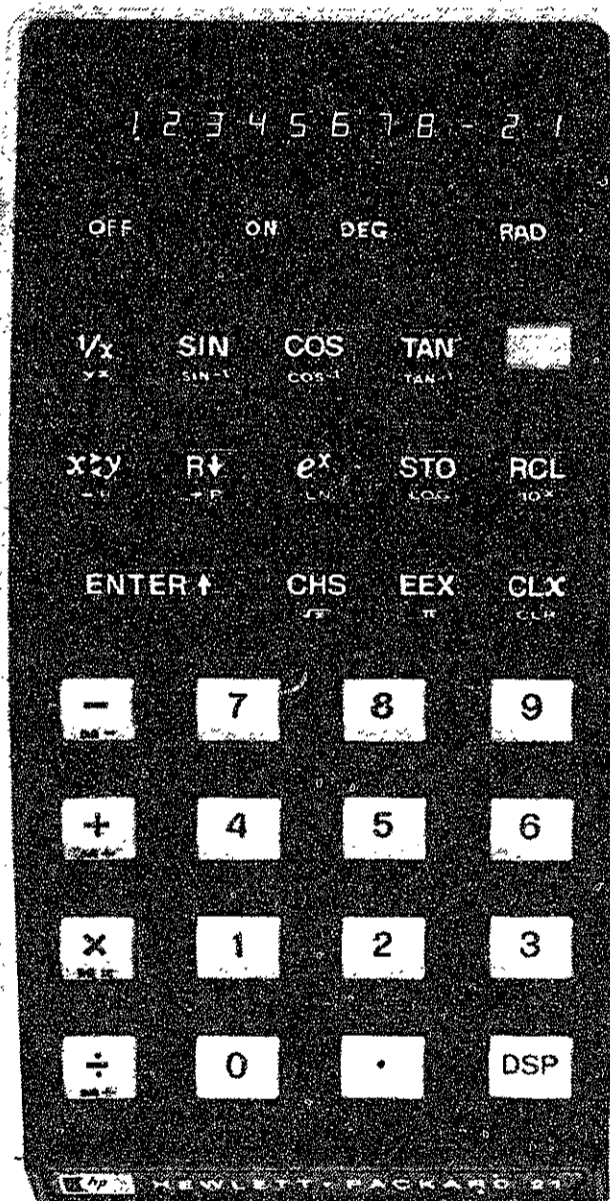 1.2345678-21
OFF ON DEG RAD
1/x SIN COS TAN
yˣ SIN⁻¹ COS⁻¹ TAN⁻¹
x≷y R↓ eˣ STO RCL
→R →P LN LOG 10ˣ
ENTER↑ CHS EEX CLX
√x π CLR
− 7 8 9
+ 4 5 6
× 1 2 3
÷ 0 · DSP
hp HEWLETT·PACKARD 21